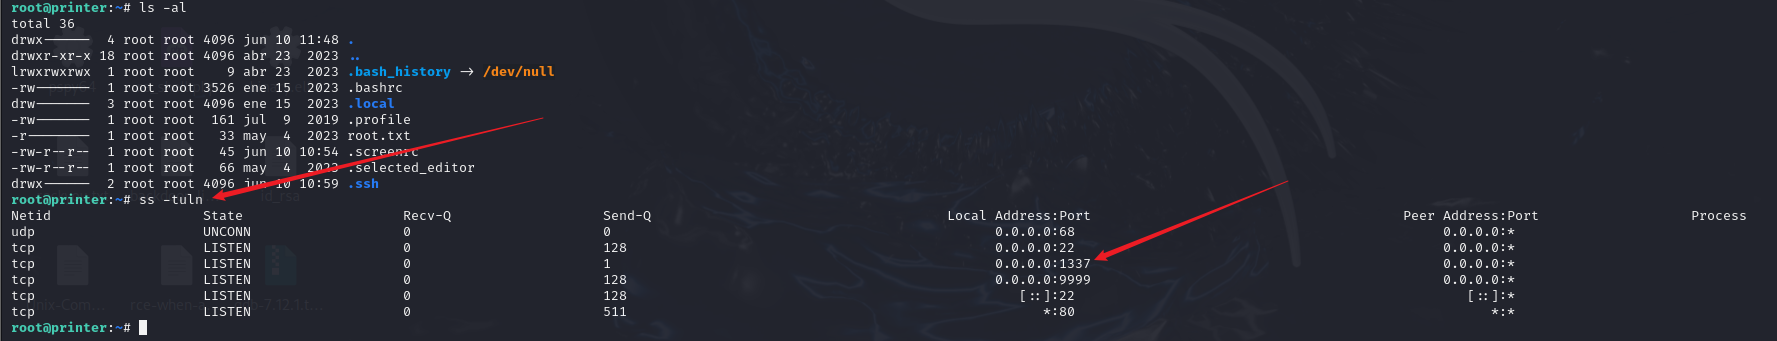 root@printer:~# ls -al
total 36
drwx------  4 root root 4096 jun 10 11:48 .
drwxr-xr-x 18 root root 4096 abr 23  2023 ..
lrwxrwxrwx  1 root root    9 abr 23  2023 .bash_history -> /dev/null
-rw-------  1 root root 3526 ene 15  2023 .bashrc
drw-------  3 root root 4096 ene 15  2023 .local
-rw-------  1 root root  161 jul  9  2019 .profile
-r--------  1 root root   33 may  4  2023 root.txt
-rw-r--r--  1 root root   45 jun 10 10:54 .screenrc
-rw-r--r--  1 root root   66 may  4  2023 .selected_editor
drwx------  2 root root 4096 jun 10 10:59 .ssh
root@printer:~# ss -tuln
Netid State Recv-Q Send-Q Local Address:Port Peer Address:Port Process
udp UNCONN 0 0 0.0.0.0:68 0.0.0.0:*
tcp LISTEN 0 128 0.0.0.0:22 0.0.0.0:*
tcp LISTEN 0 1 0.0.0.0:1337 0.0.0.0:*
tcp LISTEN 0 128 0.0.0.0:9999 0.0.0.0:*
tcp LISTEN 0 128 [::]:22 [::]:*
tcp LISTEN 0 511 *:80 *:*
root@printer:~#